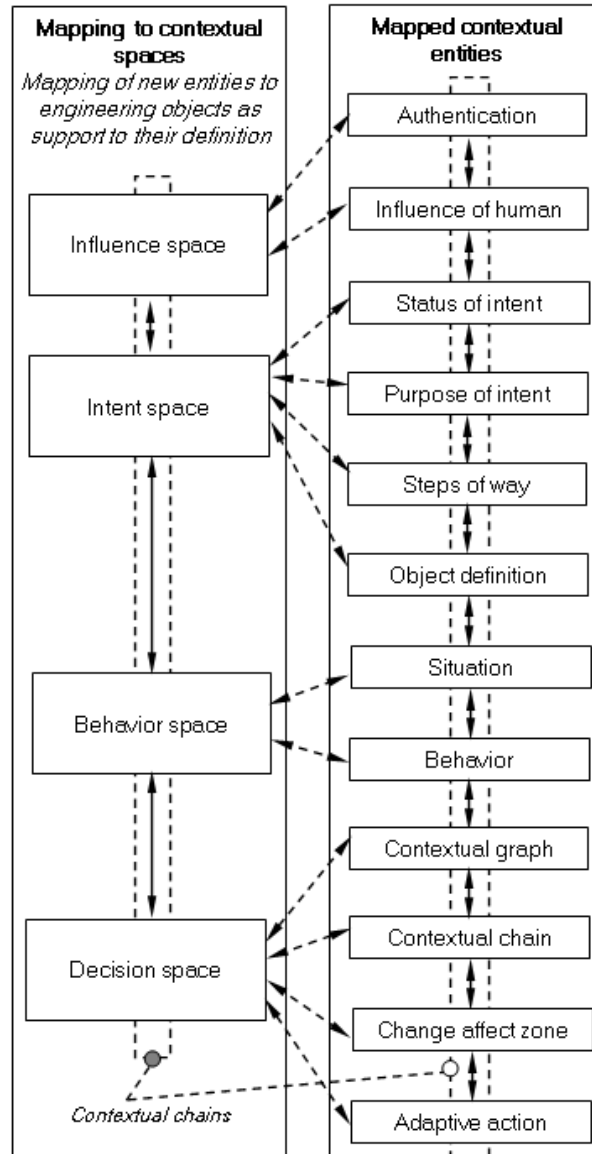 Mapping to contextual
spaces
Mapping of new entities to
engineering objects as
support to their definition
Influence space
Intent space
Behavior space
Decision space
Contextual chains
Mapped contextual
entities
Authentication
Influence of human
Status of intent
Purpose of intent
Steps of way
Object definition
Situation
Behavior
Contextual graph
Contextual chain
Change affect zone
Adaptive action